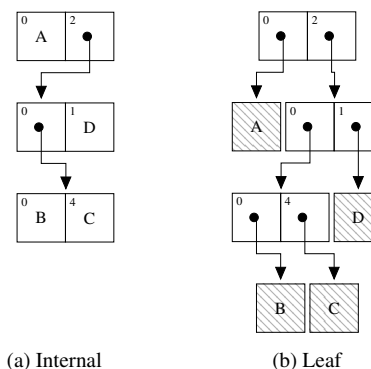 0 A 2
0 1 D
0 B 4 C
(a) Internal
0 2
A 0 1
0 4 D
B C
(b) Leaf